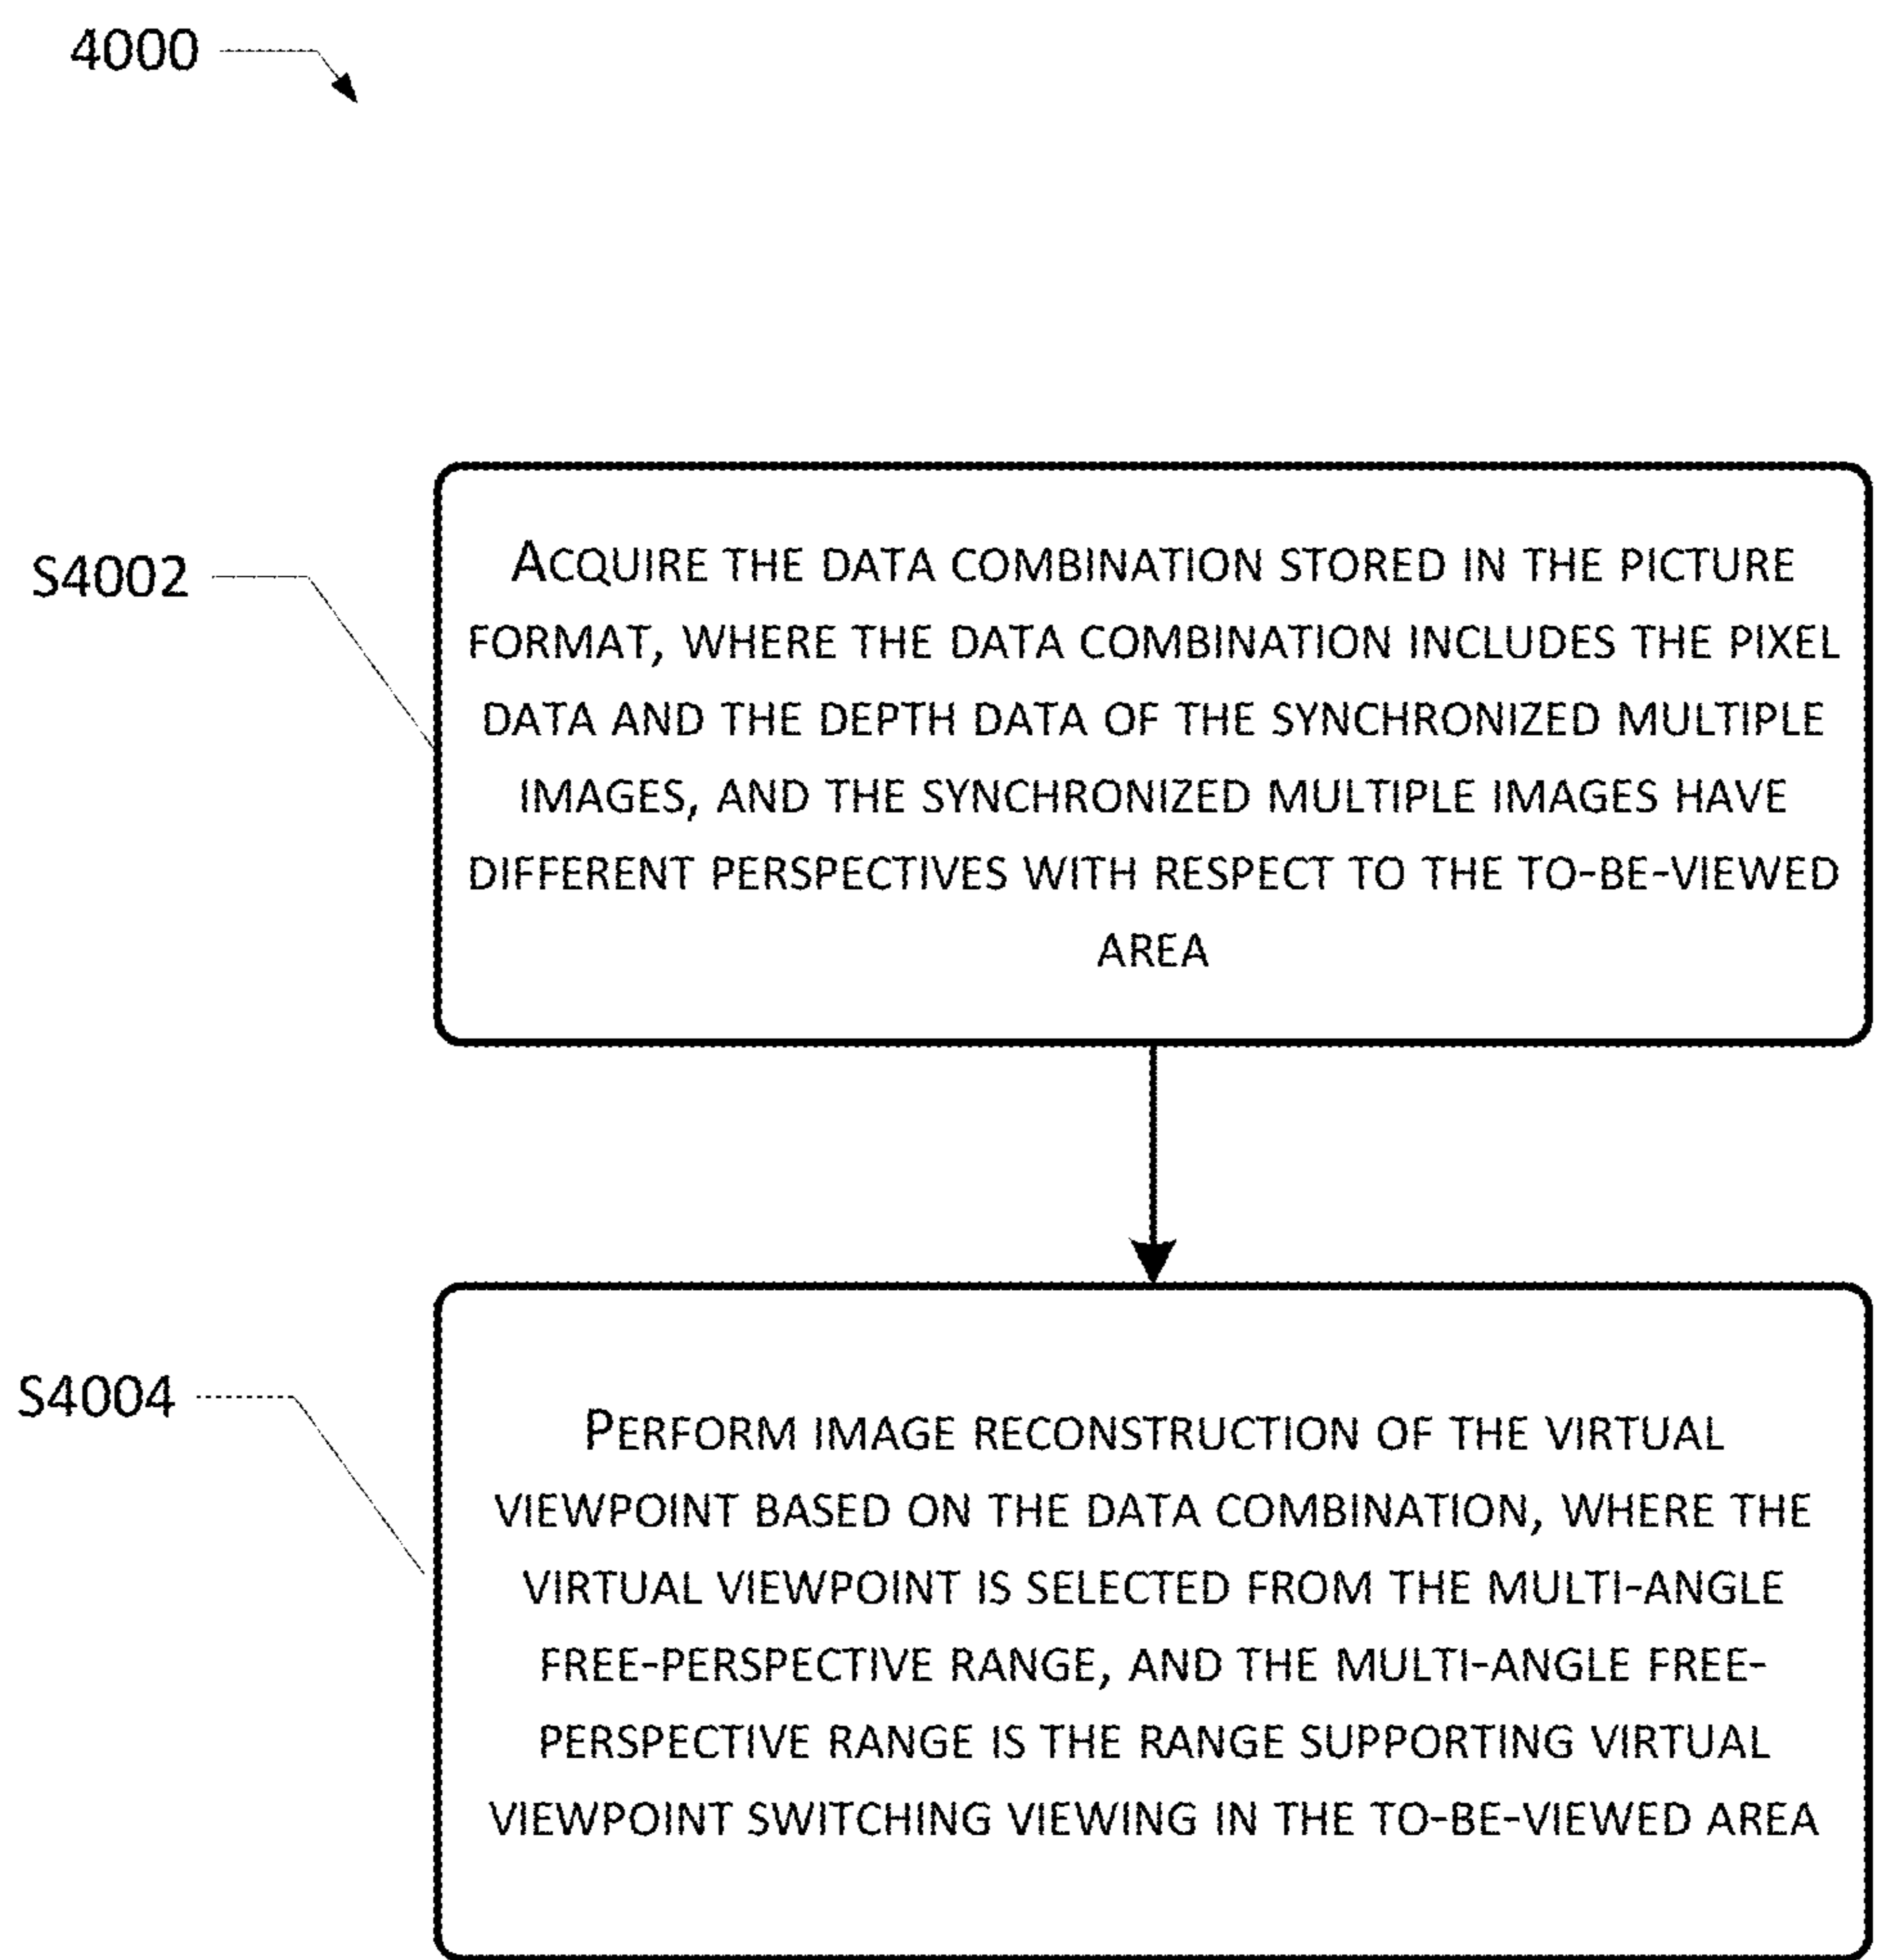 4000
S4002
ACQUIRE THE DATA COMBINATION STORED IN THE PICTURE
FORMAT, WHERE THE DATA COMBINATION INCLUDES THE PIXEL
DATA AND THE DEPTH DATA OF THE SYNCHRONIZED MULTIPLE
IMAGES, AND THE SYNCHRONIZED MULTIPLE IMAGES HAVE
DIFFERENT PERSPECTIVES WITH RESPECT TO THE TO-BE-VIEWED
AREA
S4004
PERFORM IMAGE RECONSTRUCTION OF THE VIRTUAL
VIEWPOINT BASED ON THE DATA COMBINATION, WHERE THE
VIRTUAL VIEWPOINT IS SELECTED FROM THE MULTI-ANGLE
FREE-PERSPECTIVE RANGE, AND THE MULTI-ANGLE FREE-
PERSPECTIVE RANGE IS THE RANGE SUPPORTING VIRTUAL
VIEWPOINT SWITCHING VIEWING IN THE TO-BE-VIEWED AREA